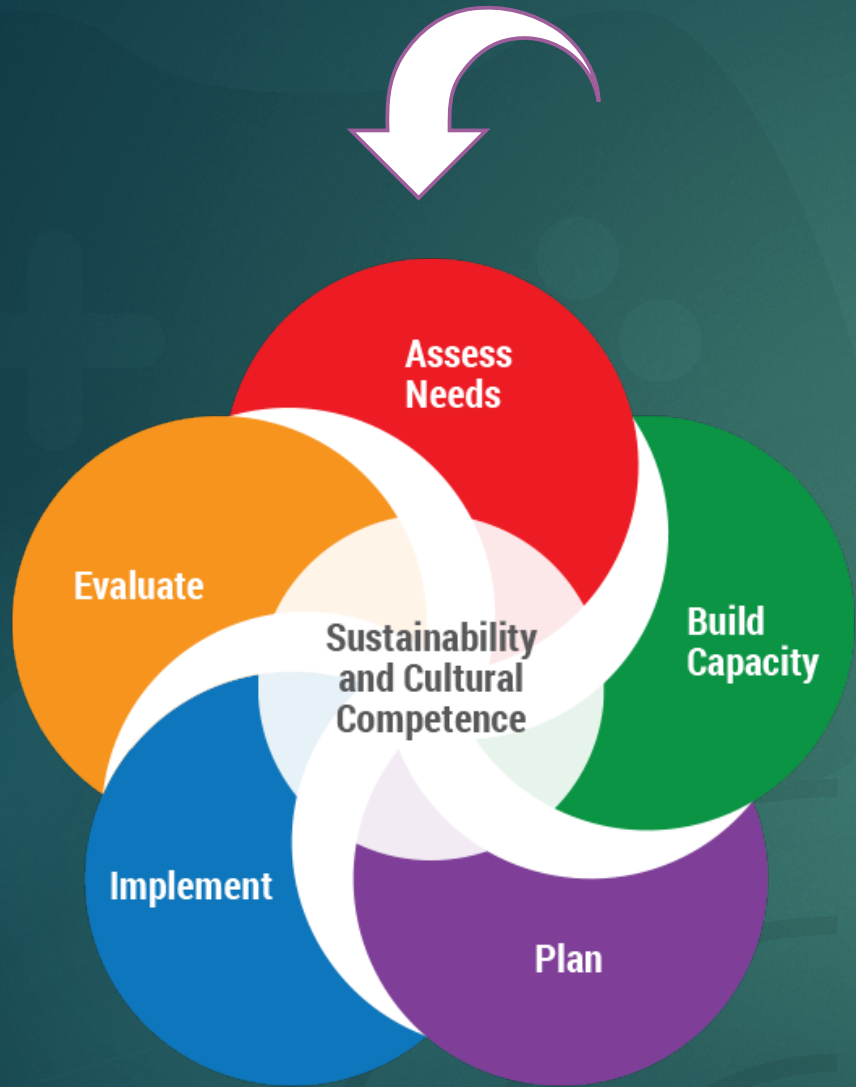 Assess
Needs
Build
Capacity
Plan
Implement
Evaluate
Sustainability
and Cultural
Competence